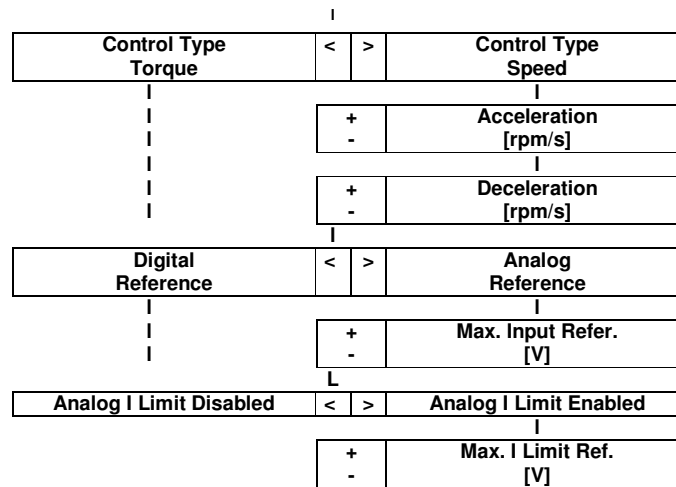 I
Control Type < > Control Type
Torque Speed
I I
I + Acceleration
I - [rpm/s]
I I
I + Deceleration
I - [rpm/s]
I
Digital < > Analog
Reference Reference
I I
I + Max. Input Refer.
I - [V]
L
Analog I Limit Disabled < > Analog I Limit Enabled
I
+ Max. I Limit Ref.
- [V]